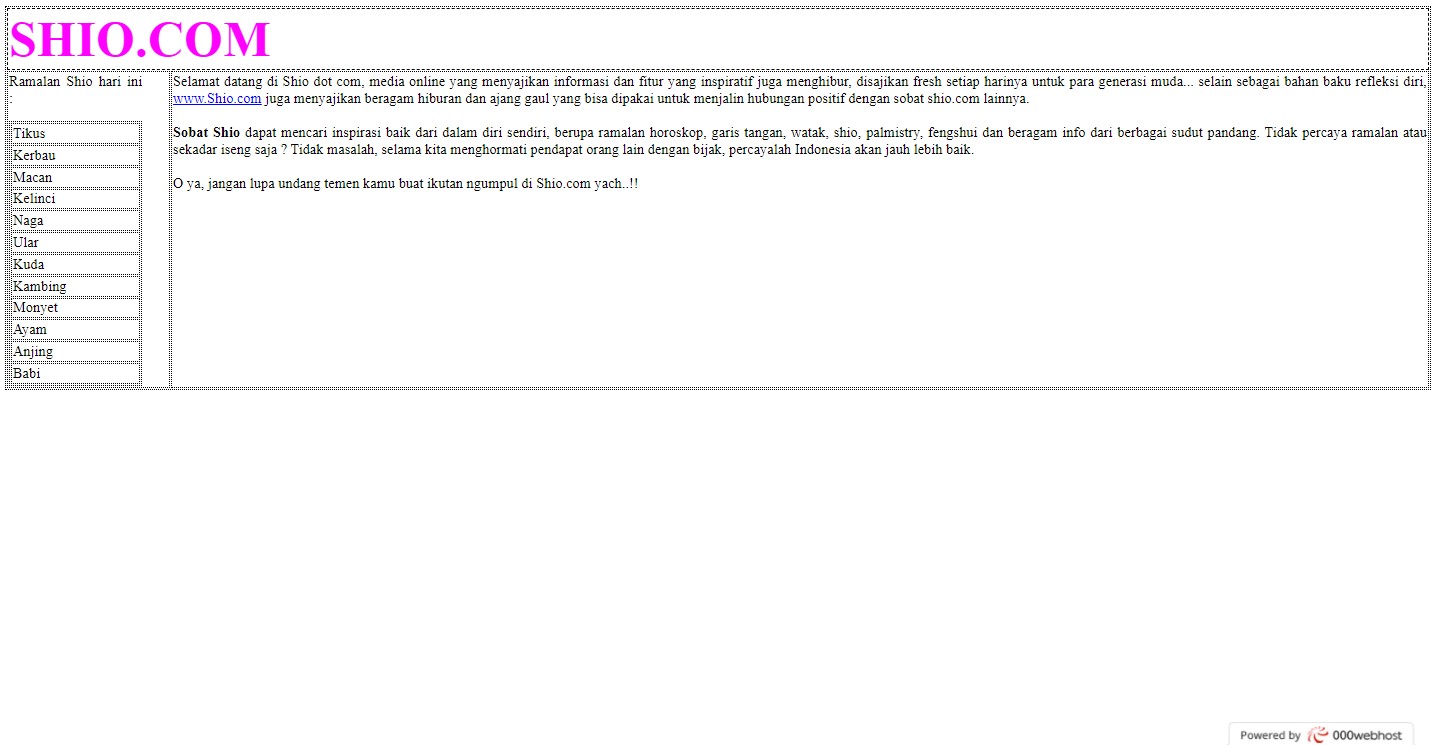 SHIO.COM
Ramalan Shio hari ini
:
Tikus
Kerbau
Macan
Kelinci
Naga
Ular
Kuda
Kambing
Monyet
Ayam
Anjing
Babi
Selamat datang di Shio dot com, media online yang menyajikan informasi dan fitur yang inspiratif juga menghibur, disajikan fresh setiap harinya untuk para generasi muda... selain sebagai bahan baku refleksi diri,
www.Shio.com juga menyajikan beragam hiburan dan ajang gaul yang bisa dipakai untuk menjalin hubungan positif dengan sobat shio.com lainnya.
Sobat Shio dapat mencari inspirasi baik dari dalam diri sendiri, berupa ramalan horoskop, garis tangan, watak, shio, palmistry, fengshui dan beragam info dari berbagai sudut pandang. Tidak percaya ramalan atau
sekadar iseng saja ? Tidak masalah, selama kita menghormati pendapat orang lain dengan bijak, percayalah Indonesia akan jauh lebih baik.
O ya, jangan lupa undang temen kamu buat ikutan ngumpul di Shio.com yach..!!
Powered by 000webhost